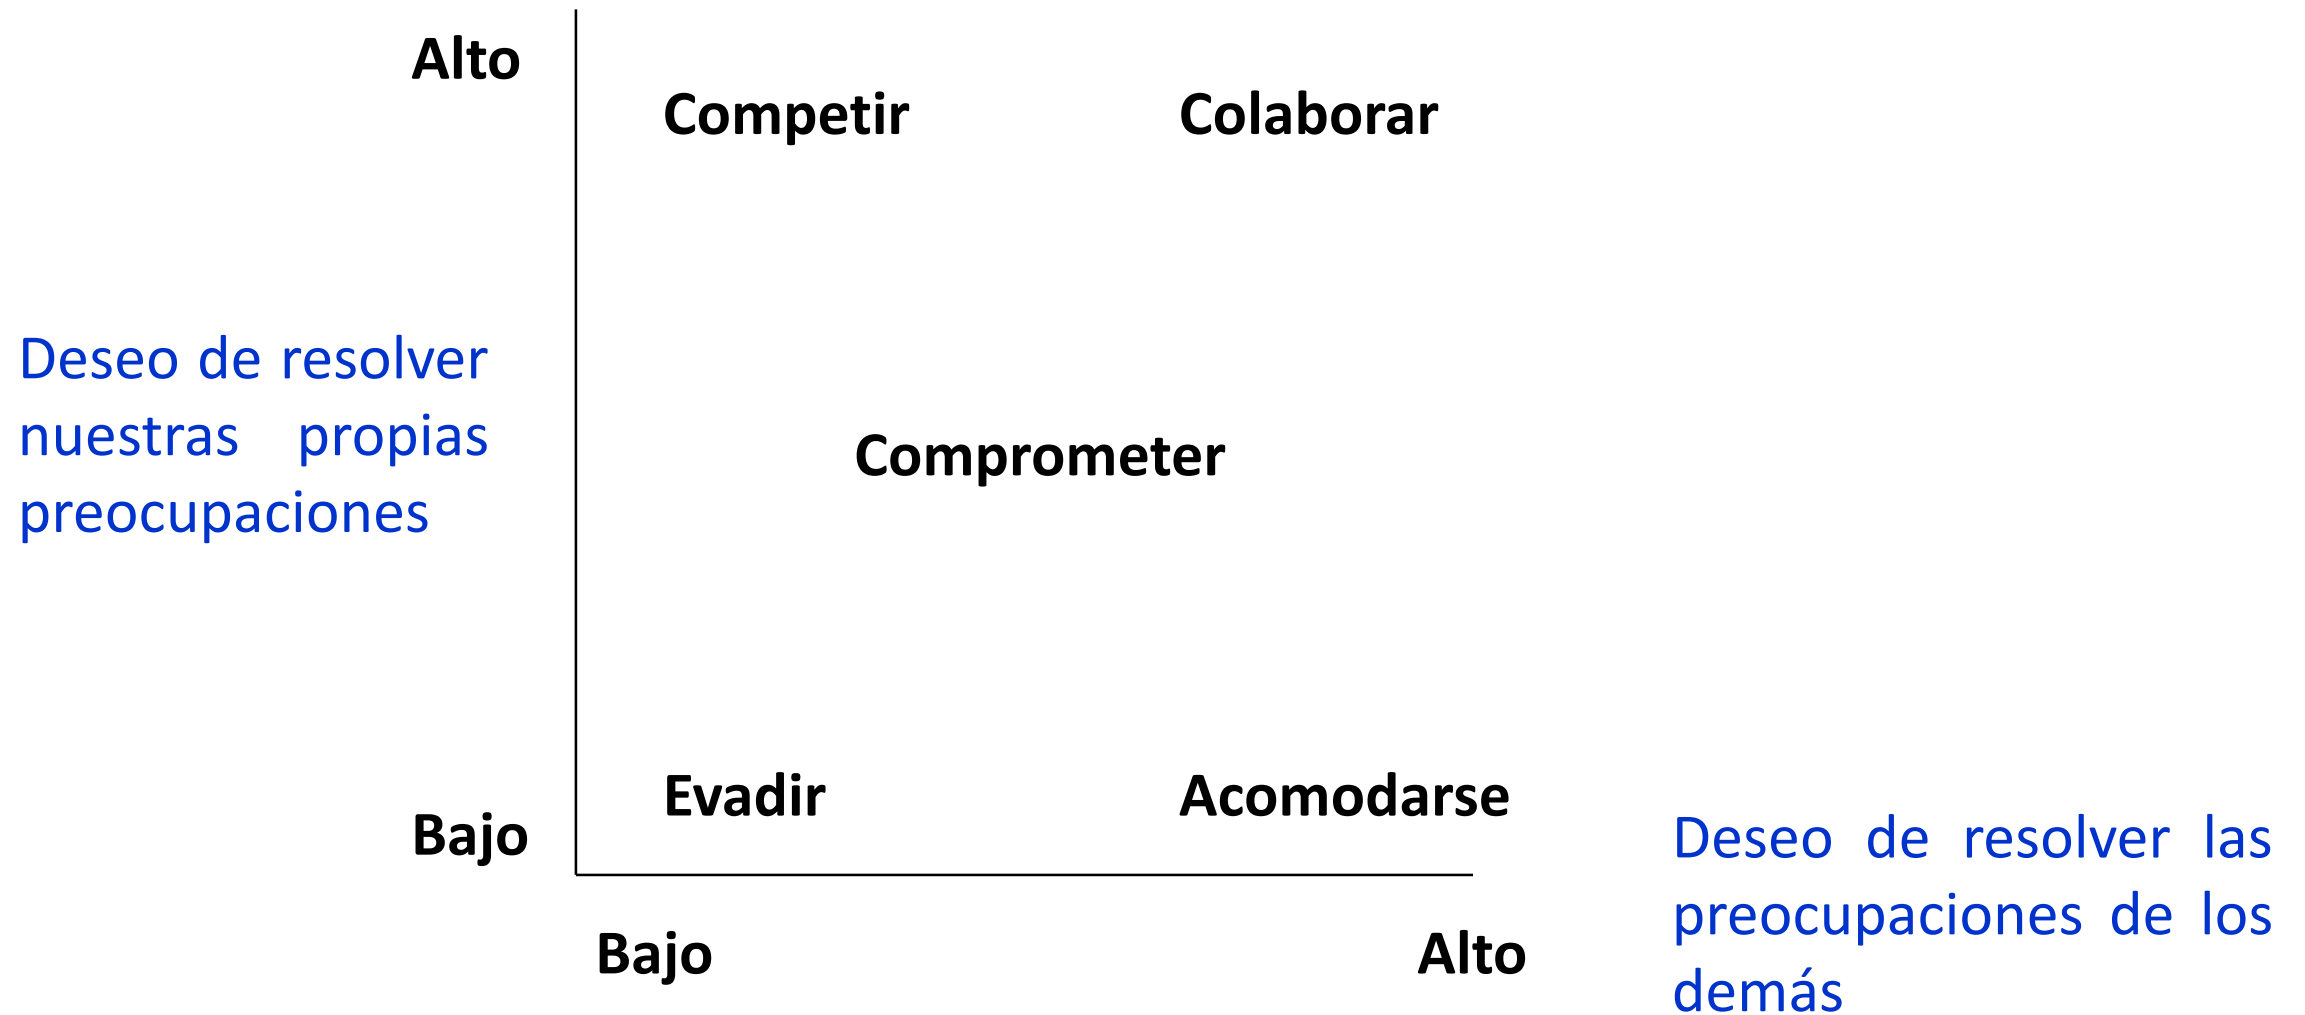 Alto
Competir
Colaborar
Deseo de resolver
nuestras propias
preocupaciones
Comprometer
Evadir
Acomodarse
Bajo
Bajo
Alto
Deseo de resolver las
preocupaciones de los
demás